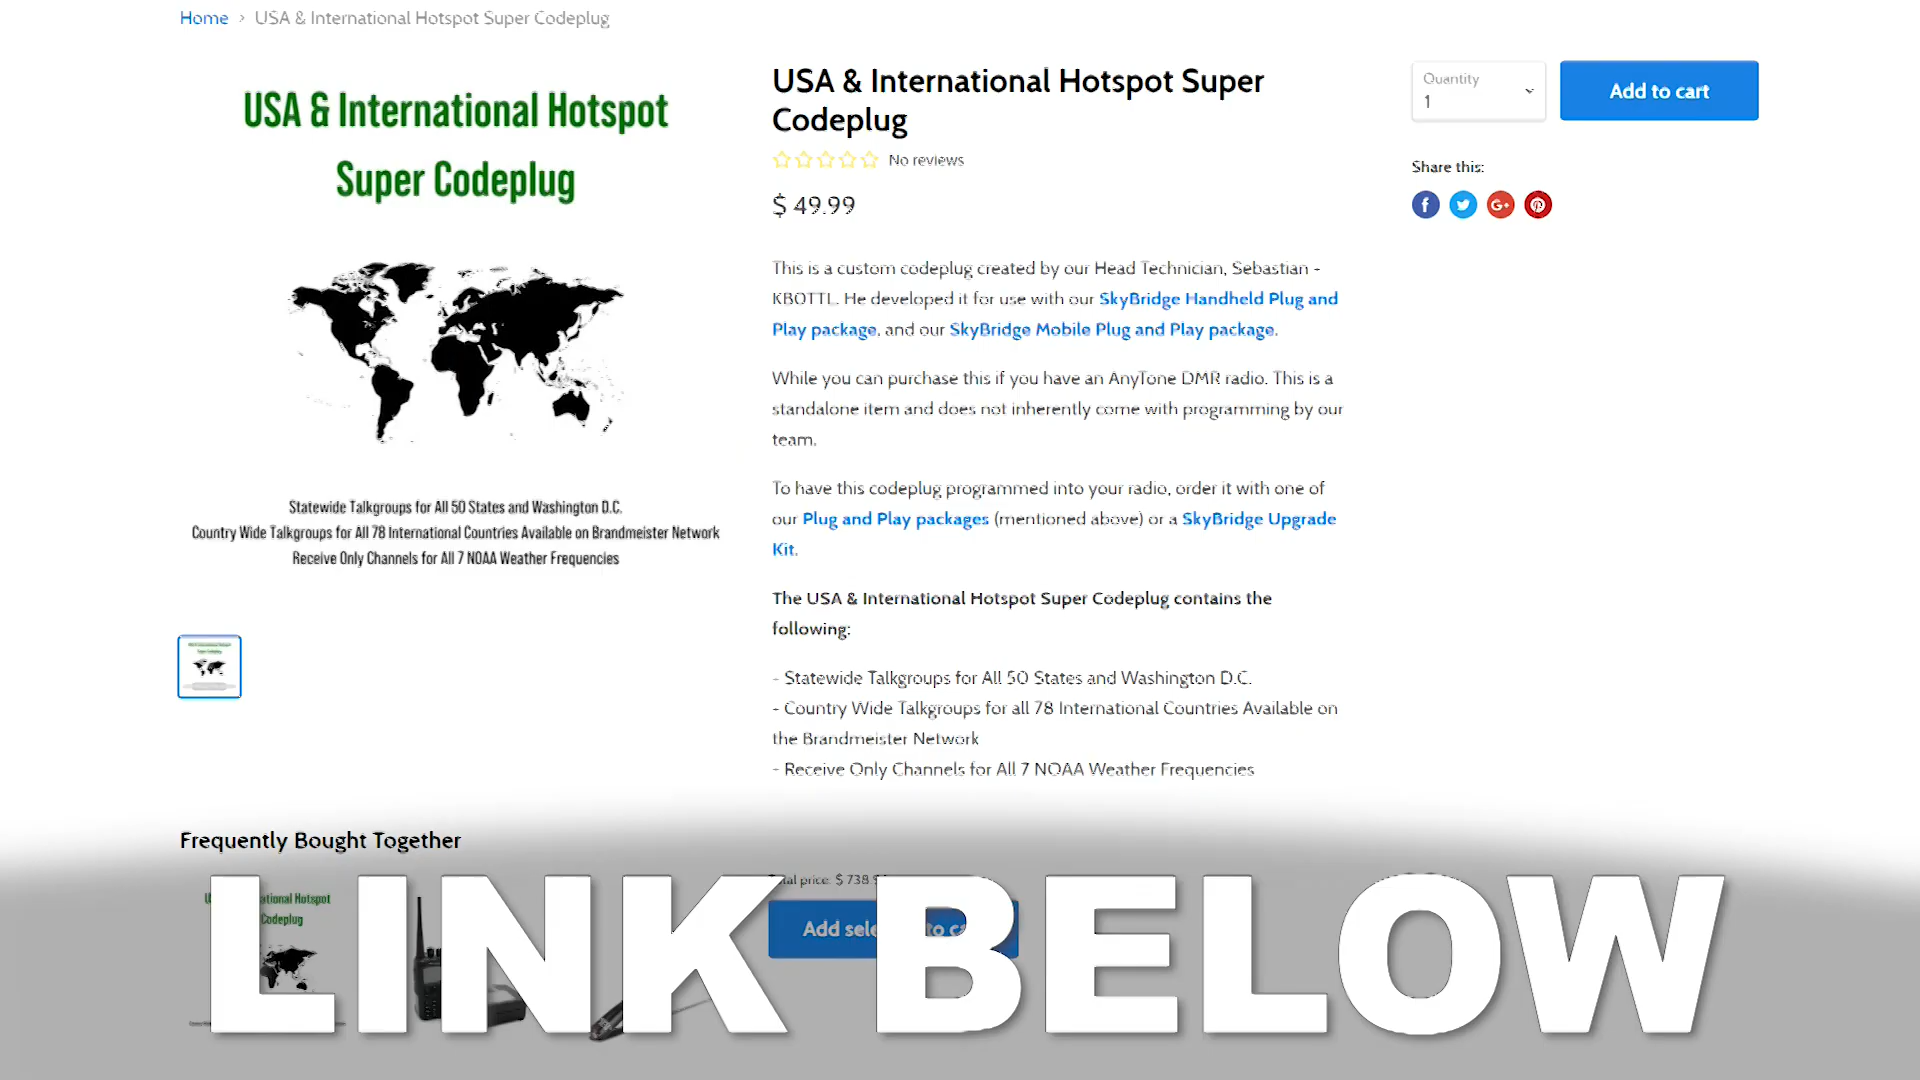 Home > USA & International Hotspot Super Codeplug
USA & International Hotspot
Super Codeplug
Statewide Talkgroups for All 50 States and Washington D.C.
Country Wide Talkgroups for All 78 International Countries Available on Brandmeister Network
Receive Only Channels for All 7 NOAA Weather Frequencies
USA & International Hotspot Super
Codeplug
No reviews
$ 49.99
This is a custom codeplug created by our Head Technician, Sebastian -
KB0TTL. He developed it for use with our SkyBridge Handheld Plug and
Play package, and our SkyBridge Mobile Plug and Play package.
While you can purchase this if you have an AnyTone DMR radio. This is a
standalone item and does not inherently come with programming by our
team.
To have this codeplug programmed into your radio, order it with one of
our Plug and Play packages (mentioned above) or a SkyBridge Upgrade
Kit.
The USA & International Hotspot Super Codeplug contains the
following:
- Statewide Talkgroups for All 50 States and Washington D.C.
- Country Wide Talkgroups for all 78 International Countries Available on
the Brandmeister Network
- Receive Only Channels for All 7 NOAA Weather Frequencies
Quantity
1
Add to cart
Share this:
Frequently Bought Together
price: $ 738.9
Hotspot
Codeplug
Add to
LINK BELOW